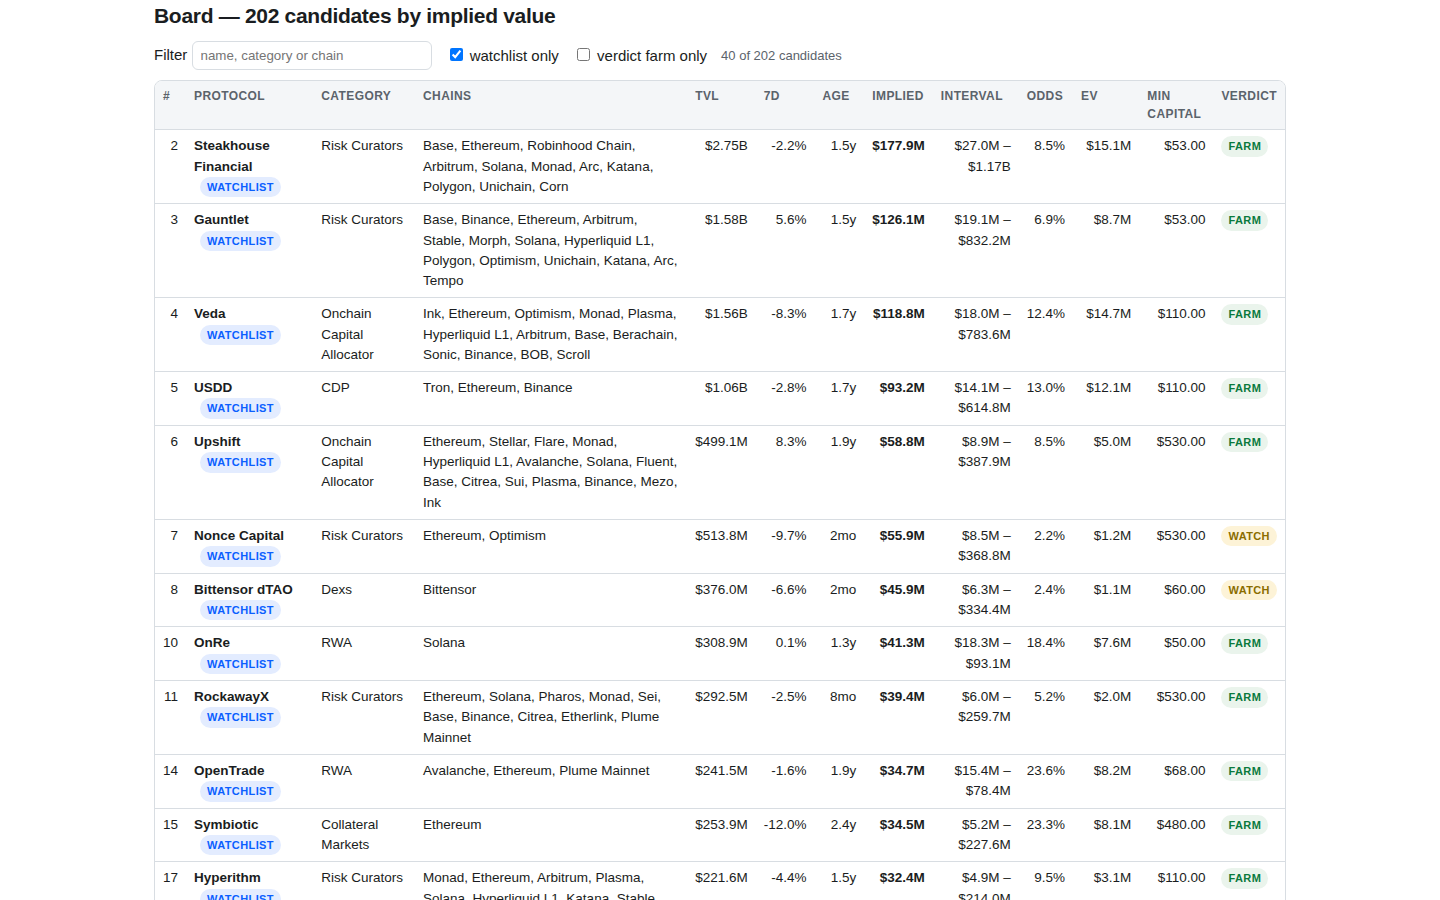 Board — 202 candidates by implied value
Filter name, category or chain watchlist only verdict farm only 40 of 202 candidates
# PROTOCOL CATEGORY CHAINS TVL 7D AGE IMPLIED INTERVAL ODDS EV MIN CAPITAL VERDICT
2 Steakhouse Financial WATCHLIST Risk Curators Base, Ethereum, Robinhood Chain, Arbitrum, Solana, Monad, Arc, Katana, Polygon, Unichain, Corn $2.75B -2.2% 1.5y $177.9M $27.0M – $1.17B 8.5% $15.1M $53.00 FARM
3 Gauntlet WATCHLIST Risk Curators Base, Binance, Ethereum, Arbitrum, Stable, Morph, Solana, Hyperliquid L1, Polygon, Optimism, Unichain, Katana, Arc, Tempo $1.58B 5.6% 1.5y $126.1M $19.1M – $832.2M 6.9% $8.7M $53.00 FARM
4 Veda WATCHLIST Onchain Capital Allocator Ink, Ethereum, Optimism, Monad, Plasma, Hyperliquid L1, Arbitrum, Base, Berachain, Sonic, Binance, BOB, Scroll $1.56B -8.3% 1.7y $118.8M $18.0M – $783.6M 12.4% $14.7M $110.00 FARM
5 USDD WATCHLIST CDP Tron, Ethereum, Binance $1.06B -2.8% 1.7y $93.2M $14.1M – $614.8M 13.0% $12.1M $110.00 FARM
6 Upshift WATCHLIST Onchain Capital Allocator Ethereum, Stellar, Flare, Monad, Hyperliquid L1, Avalanche, Solana, Fluent, Base, Citrea, Sui, Plasma, Binance, Mezo, Ink $499.1M 8.3% 1.9y $58.8M $8.9M – $387.9M 8.5% $5.0M $530.00 FARM
7 Nonce Capital WATCHLIST Risk Curators Ethereum, Optimism $513.8M -9.7% 2mo $55.9M $8.5M – $368.8M 2.2% $1.2M $530.00 WATCH
8 Bittensor dTAO WATCHLIST Dexs Bittensor $376.0M -6.6% 2mo $45.9M $6.3M – $334.4M 2.4% $1.1M $60.00 WATCH
10 OnRe WATCHLIST RWA Solana $308.9M 0.1% 1.3y $41.3M $18.3M – $93.1M 18.4% $7.6M $50.00 FARM
11 RockawayX WATCHLIST Risk Curators Ethereum, Solana, Pharos, Monad, Sei, Base, Binance, Citrea, Etherlink, Plume Mainnet $292.5M -2.5% 8mo $39.4M $6.0M – $259.7M 5.2% $2.0M $530.00 FARM
14 OpenTrade WATCHLIST RWA Avalanche, Ethereum, Plume Mainnet $241.5M -1.6% 1.9y $34.7M $15.4M – $78.4M 23.6% $8.2M $68.00 FARM
15 Symbiotic WATCHLIST Collateral Markets Ethereum $253.9M -12.0% 2.4y $34.5M $5.2M – $227.6M 23.3% $8.1M $480.00 FARM
17 Hyperithm WATCHLIST Risk Curators Monad, Ethereum, Arbitrum, Plasma, Solana, Hyperliquid L1, Katana, Stable $221.6M -4.4% 1.5y $32.4M $4.9M – $214.0M 9.5% $3.1M $110.00 FARM